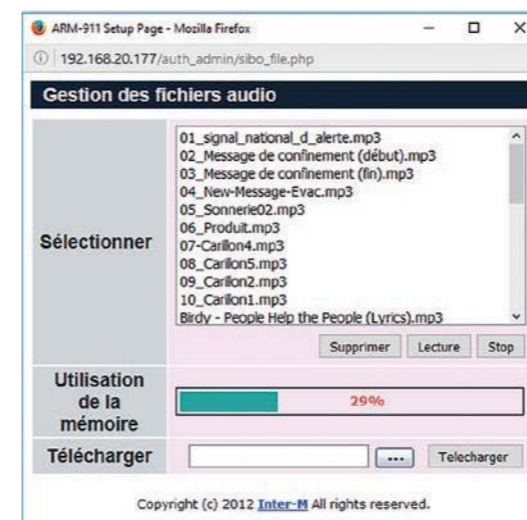 ARM-911 Setup Page - Mozilla Firefox
192.168.20.177/auth_admin/sibo_file.php
Gestion des fichiers audio
Sélectionner
01_signal_national_d_alerte.mp3
02_Message de confinement (début).mp3
03_Message de confinement (fin).mp3
04_New-Message-Evac.mp3
05_Sonnerie02.mp3
06_Produit.mp3
07-Carillon4.mp3
08_Carillon5.mp3
09_Carillon2.mp3
10_Carillon1.mp3
Birdy - People Help the People (Lyrics).mp3
Supprimer Lecture Stop
Utilisation
de la
mémoire
29%
Télécharger ... Telecharger
Copyright (c) 2012 Inter-M All rights reserved.